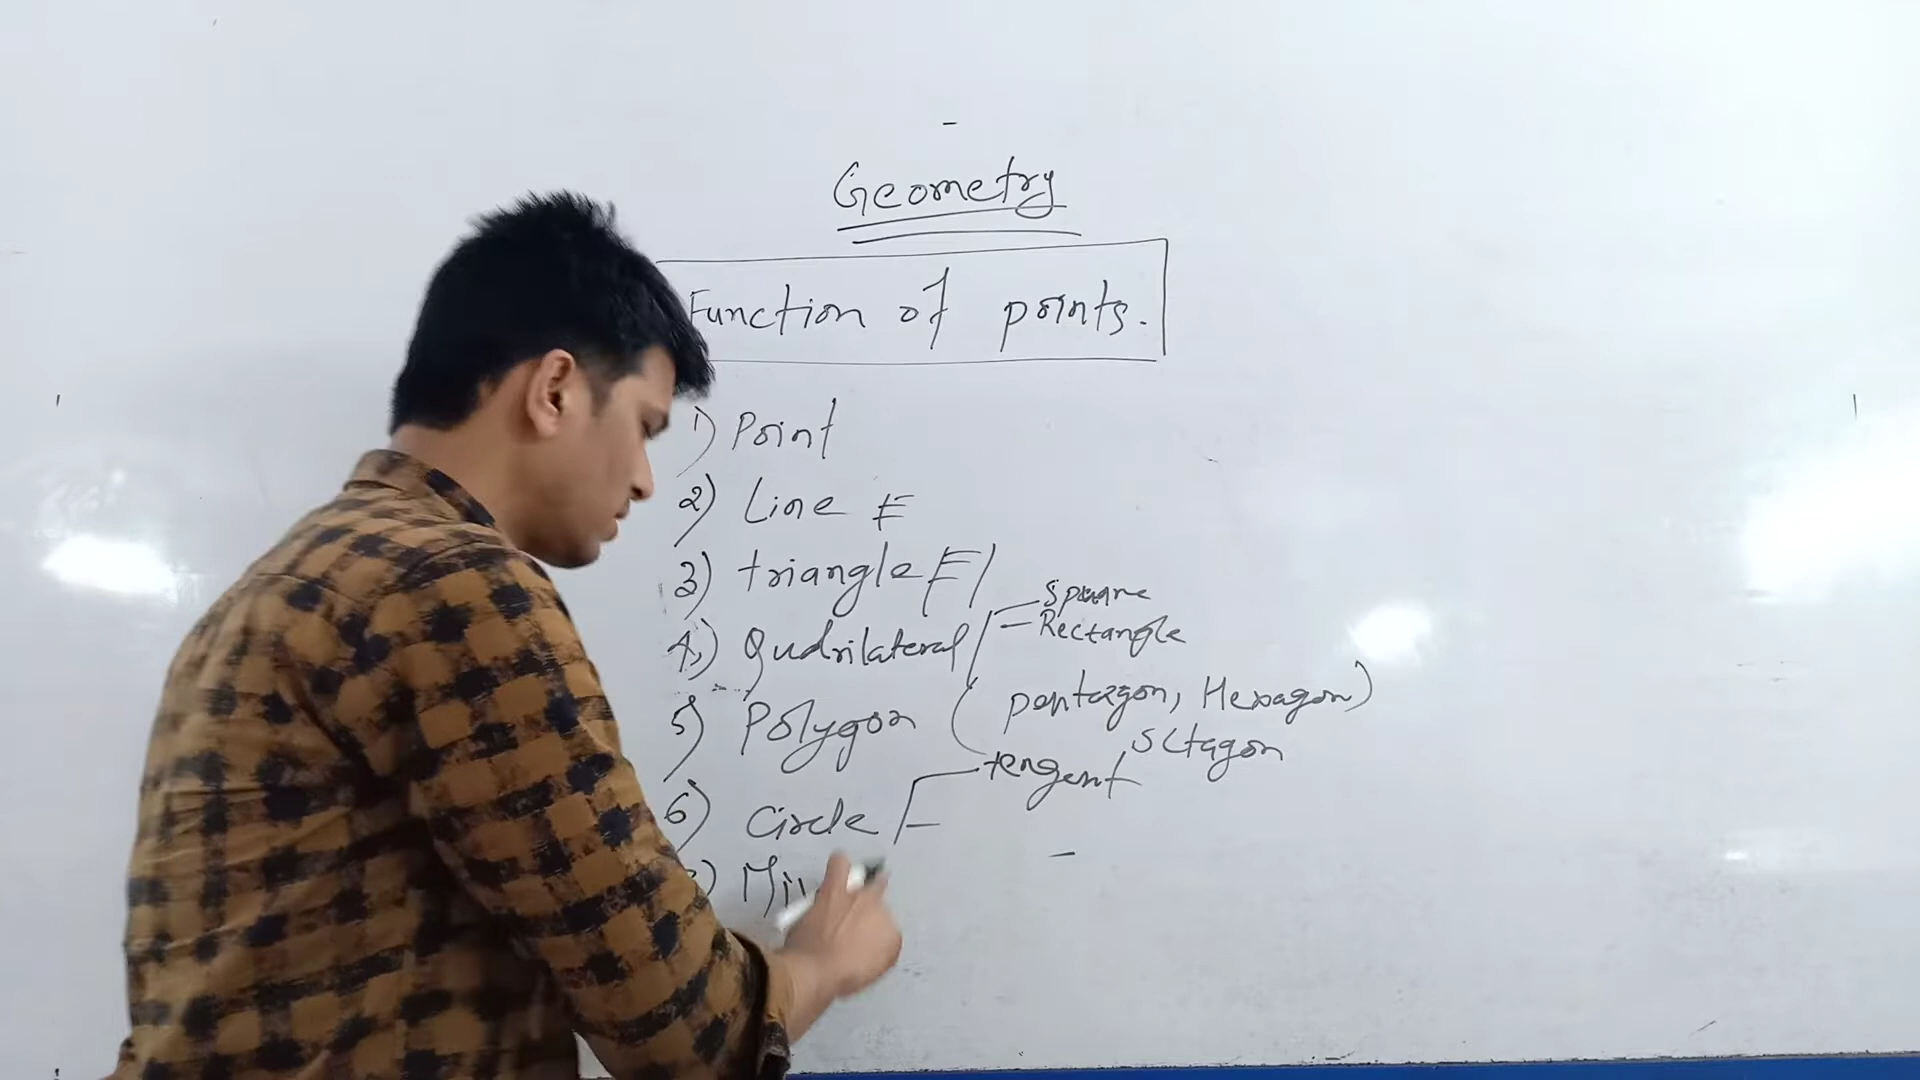 Geometry
Function of points.
1) Point
2) Line
3) triangle
4) Qudrilateral
Square
Rectangle
5) Polygon (pentagon, Hexagon)
octagon
6) Circle
tengent